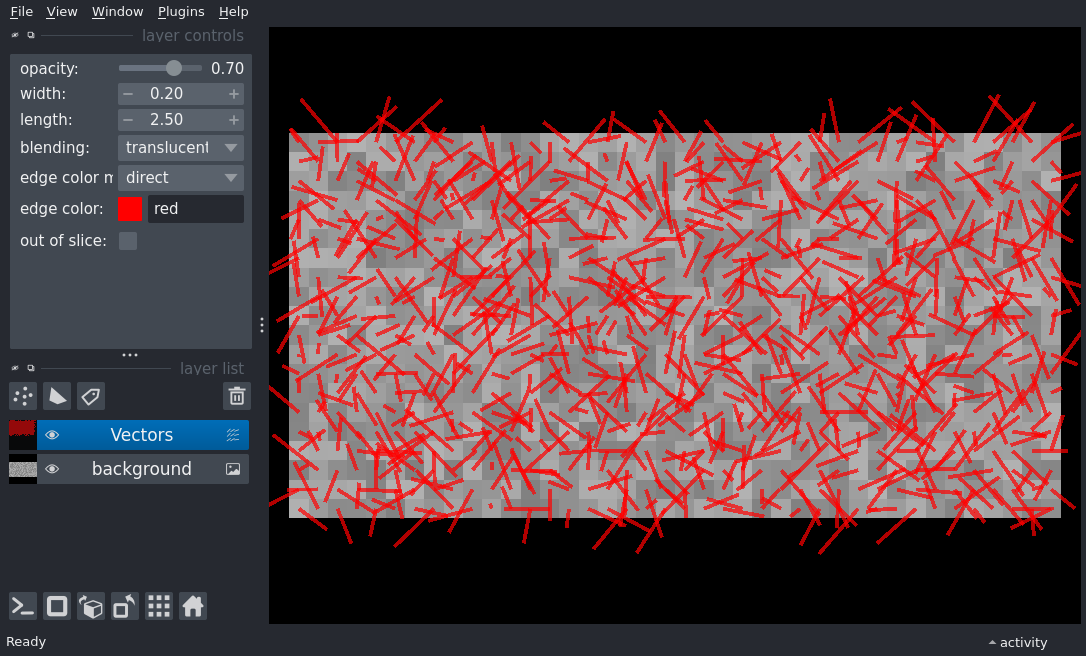 File View Window Plugins Help
layer controls
opacity: 0.70
width: 0.20
length: 2.50
blending: translucent
edge color m direct
edge color: red
out of slice:
layer list
Vectors
background
Ready
activity